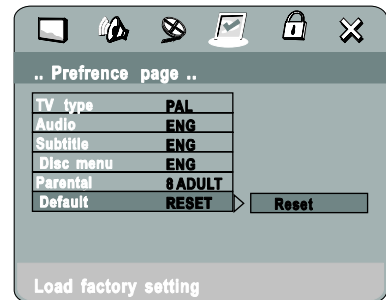 .. Prefrence page ..
TV type PAL
Audio ENG
Subtitle ENG
Disc menu ENG
Parental 8 ADULT
Default RESET Reset
Load factory setting